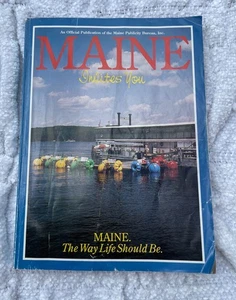 An Official Publication of the Maine Publicity Bureau, Inc.
MAINE
Invites You
MAINE.
The Way Life Should Be.